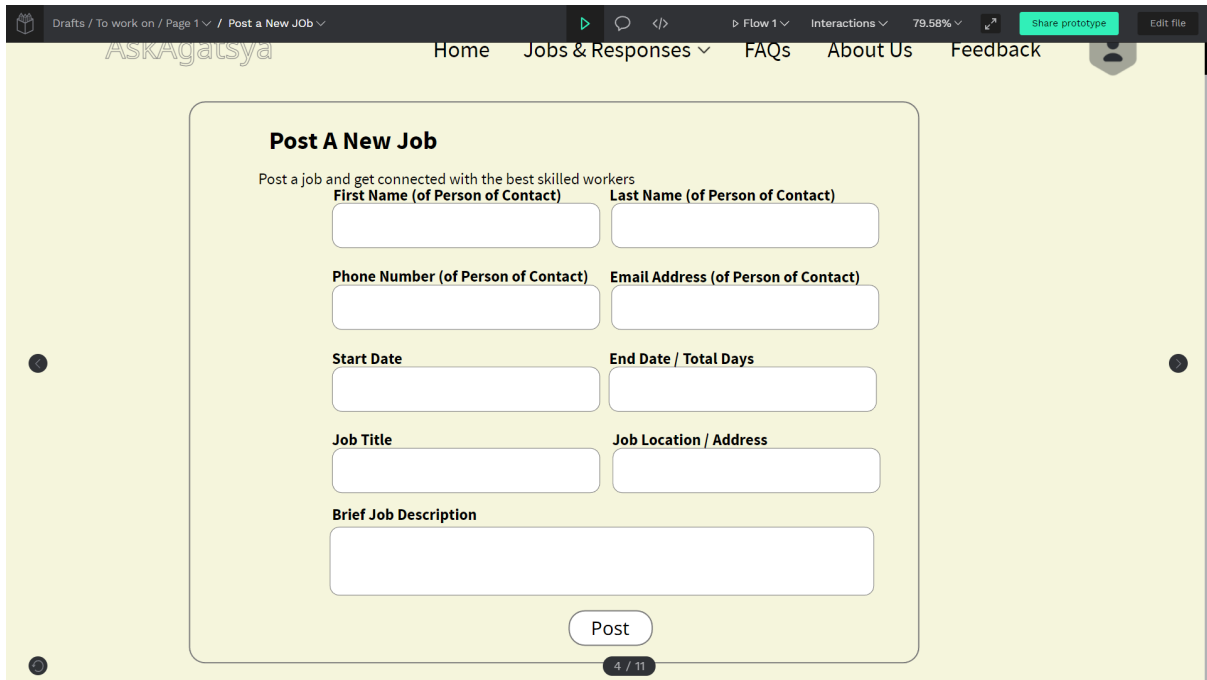 Drafts / To work on / Page 1 / Post a New JOb
Flow 1 Interactions 79.58% Share prototype Edit file
AskAgatsya Home Jobs & Responses FAQs About Us Feedback
Post A New Job
Post a job and get connected with the best skilled workers
First Name (of Person of Contact) Last Name (of Person of Contact)
Phone Number (of Person of Contact) Email Address (of Person of Contact)
Start Date End Date / Total Days
Job Title Job Location / Address
Brief Job Description
Post
4 / 11